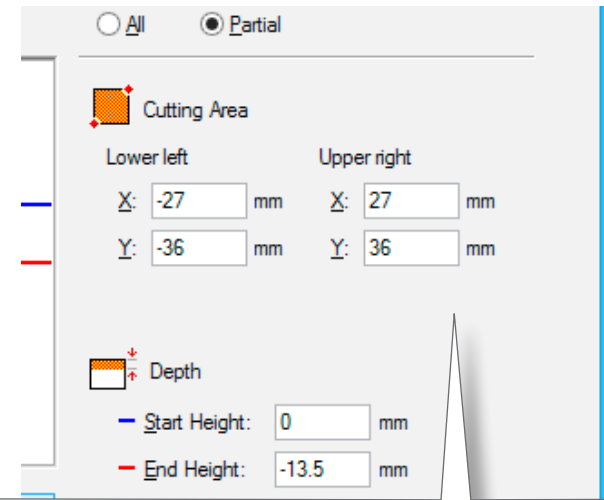 All Partial
Cutting Area
Lower left Upper right
X: -27 mm X: 27 mm
Y: -36 mm Y: 36 mm
Depth
Start Height: 0 mm
End Height: -13.5 mm